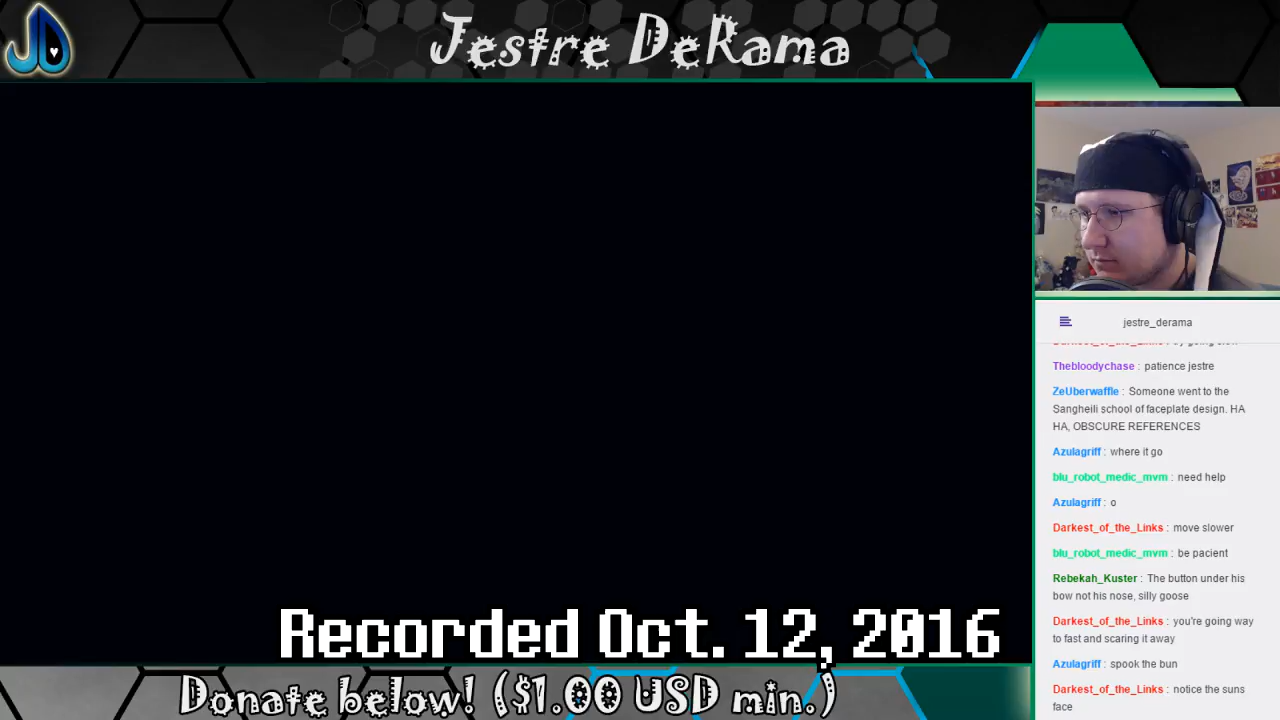 JD
Jestre DeRama
jestre_derama
Thebloodychase : patience jestre
ZeUberwaffle : Someone went to the
Sangheili school of faceplate design. HA
HA, OBSCURE REFERENCES
Azulagriff : where it go
blu_robot_medic_mvm : need help
Azulagriff : o
Darkest_of_the_Links : move slower
blu_robot_medic_mvm : be pacient
Rebekah_Kuster : The button under his
bow not his nose, silly goose
Darkest_of_the_Links : you're going way
to fast and scaring it away
Azulagriff : spook the bun
Darkest_of_the_Links : notice the suns
face
Recorded Oct. 12, 2016
Donate below! ($1.00 USD min.)